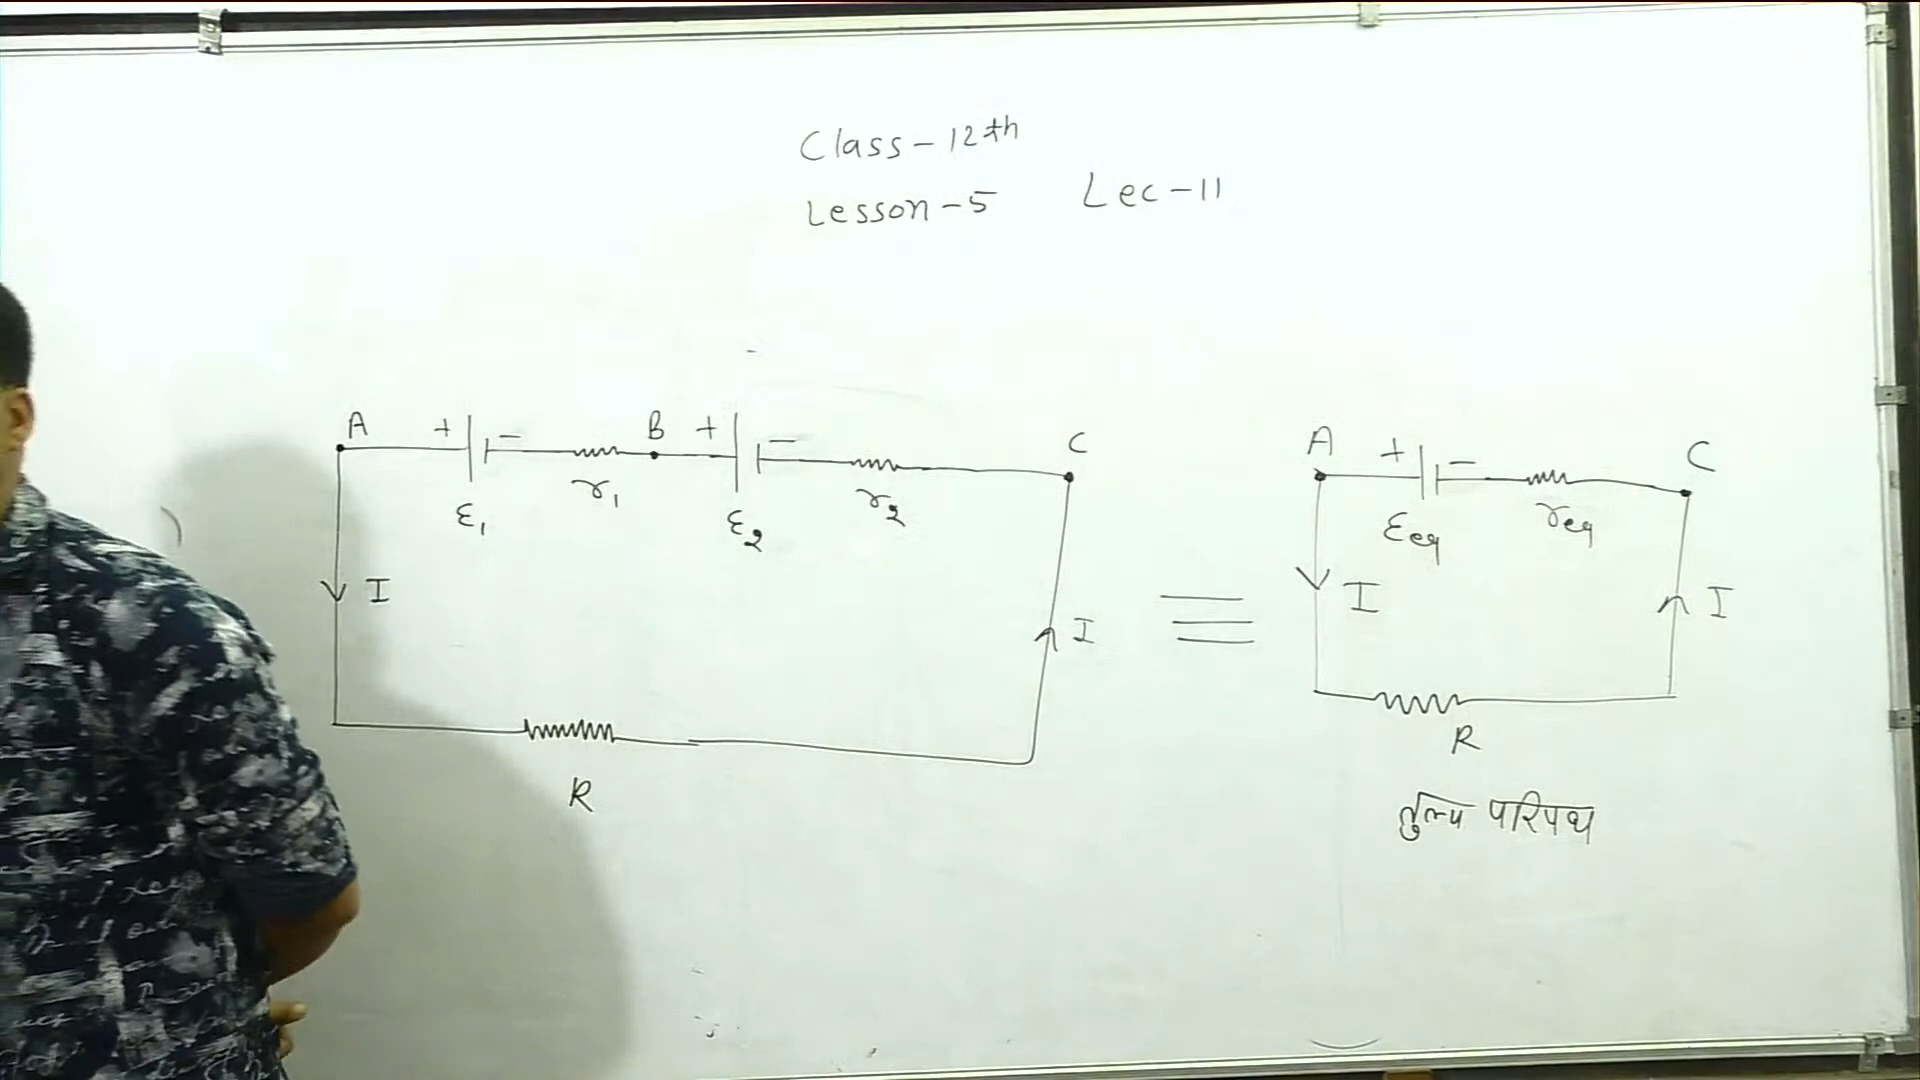 Class-12th
Lesson-5 Lec-11
A + - B + - C
r₁ r₂
ε₁ ε₂
I
I
R
A + - C
εeq req
I I
R
तुल्य परिपथ